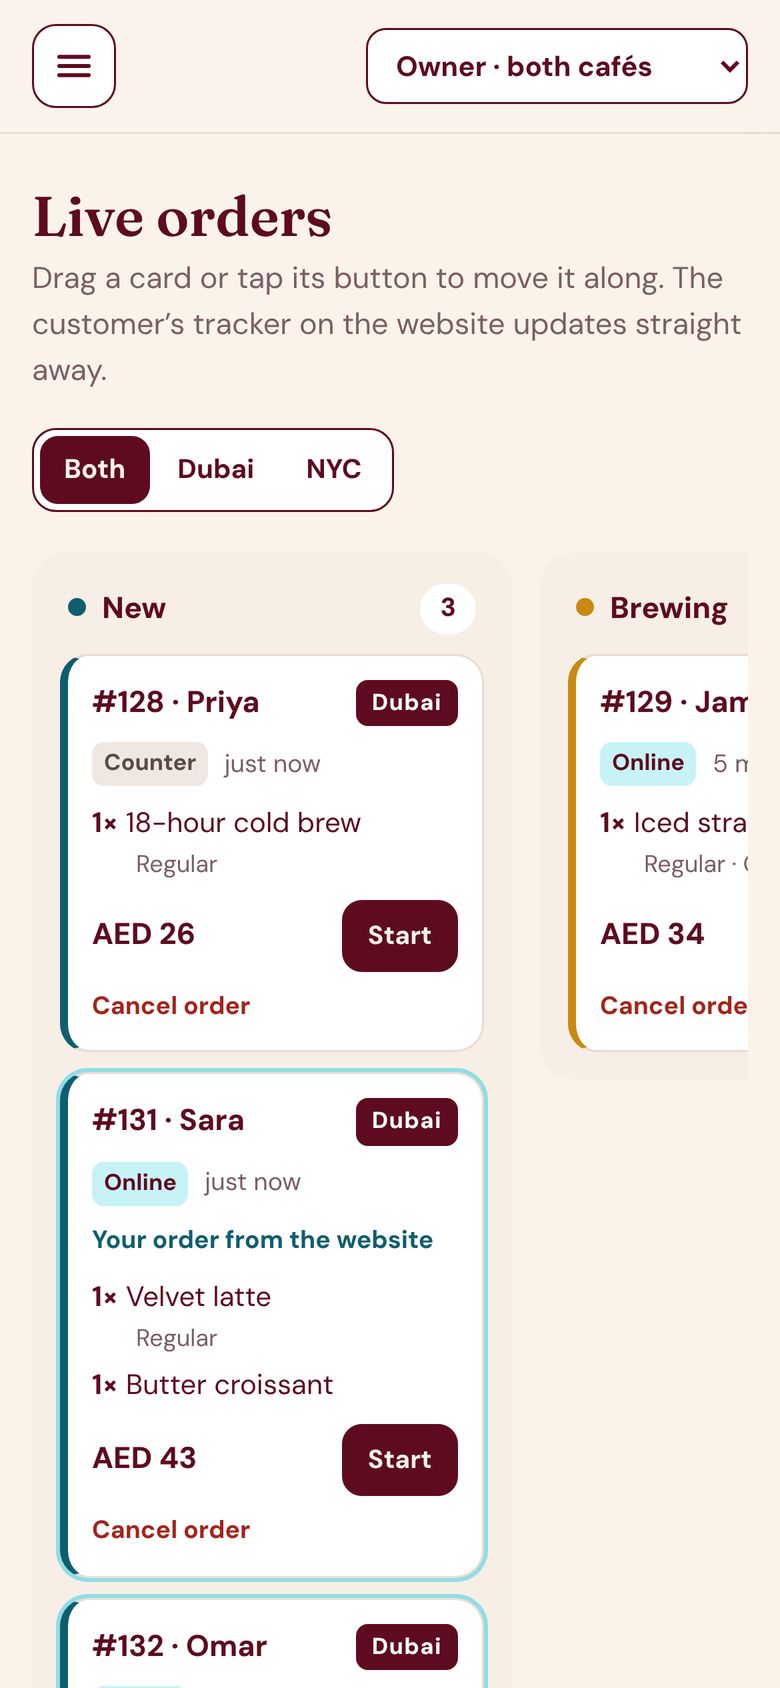 Owner · both cafés
Live orders
Drag a card or tap its button to move it along. The
customer’s tracker on the website updates straight
away.
Both Dubai NYC
New 3
#128 · Priya Dubai
Counter just now
1× 18-hour cold brew
Regular
AED 26 Start
Cancel order
#131 · Sara Dubai
Online just now
Your order from the website
1× Velvet latte
Regular
1× Butter croissant
AED 43 Start
Cancel order
#132 · Omar Dubai
Brewing
#129 ·
Online 5
1× Iced
Regular ·
AED 34
Cancel